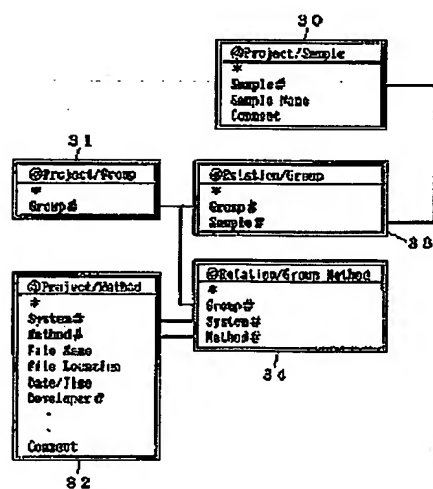 30
@Project/Sample
*
Sample#
Sample Name
Comment
31
@Project/Group
*
Group#
@Relation/Group
*
Group#
Sample#
33
@Project/Method
*
System#
Method#
File Name
File Location
Date/Time
Developer#
.
.
Comment
32
@Relation/Group Method
*
Group#
System#
Method#
34